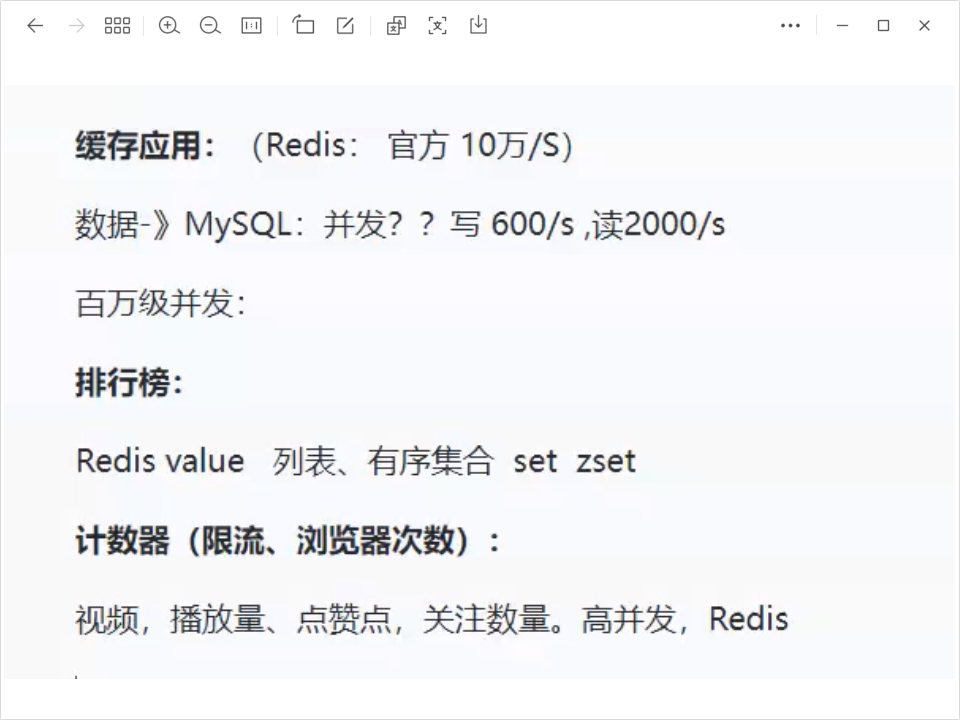 缓存应用：（Redis： 官方 10万/S）
数据-》MySQL：并发？？写 600/s ,读2000/s
百万级并发：
排行榜：
Redis value 列表、有序集合 set zset
计数器（限流、浏览器次数）：
视频，播放量、点赞点，关注数量。高并发，Redis